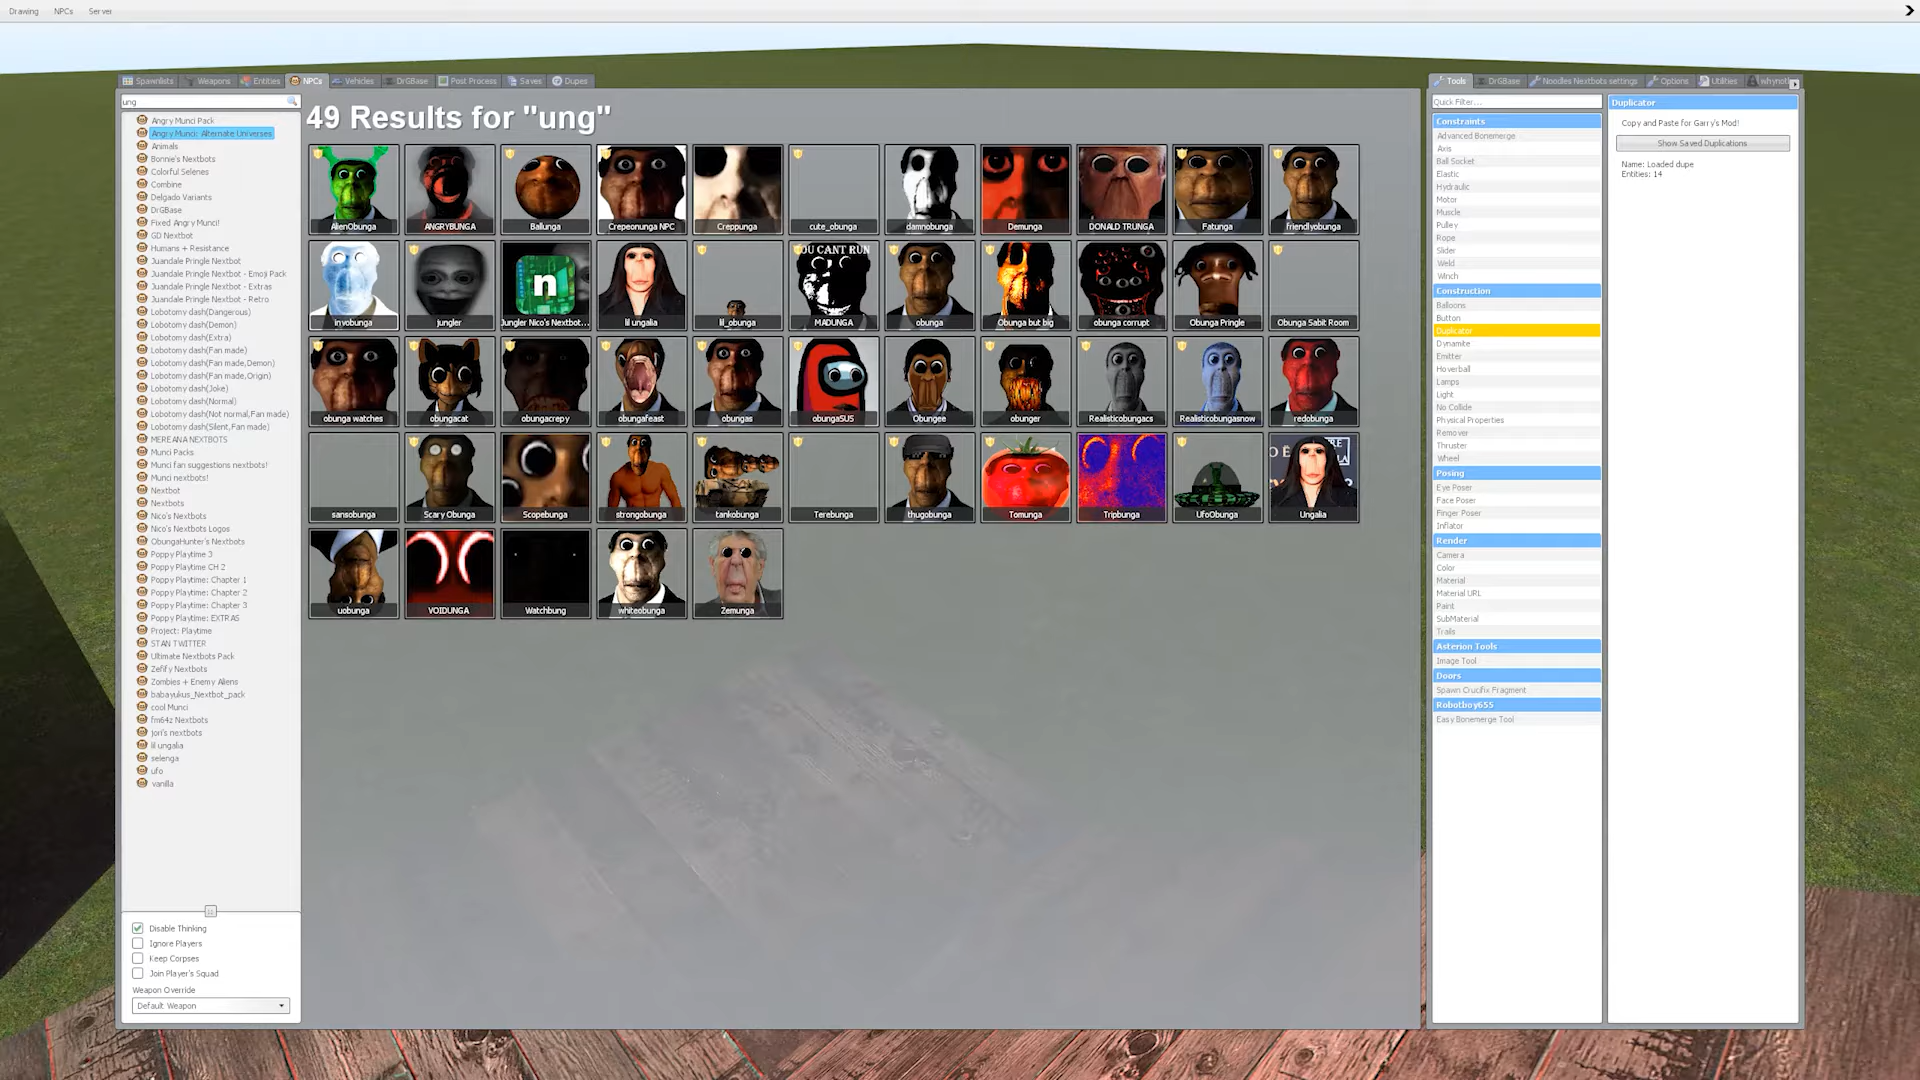 Drawing NPCs Server
Spawnlists Weapons Entities NPCs Vehicles DrGBase Post Process Saves Dupes
ung
49 Results for "ung"
Angry Munci Pack
Angry Munci: Alternate Universes
Animals
Bonnie's Nextbots
Colorful Selenes
Combine
Delgado Variants
DrGBase
Fixed Angry Munci!
GD Nextbot
Humans + Resistance
Juandale Pringle Nextbot
Juandale Pringle Nextbot - Emoji Pack
Juandale Pringle Nextbot - Extras
Juandale Pringle Nextbot - Retro
Lobotomy dash(Dangerous)
Lobotomy dash(Demon)
Lobotomy dash(Extra)
Lobotomy dash(Fan made)
Lobotomy dash(Fan made,Demon)
Lobotomy dash(Fan made,Origin)
Lobotomy dash(Joke)
Lobotomy dash(Normal)
Lobotomy dash(Not normal,Fan made)
Lobotomy dash(Silent,Fan made)
MEREANA NEXTBOTS
Munci Packs
Munci fan suggestions nextbots!
Munci nextbots!
Nextbot
Nextbots
Nico's Nextbots
Nico's Nextbots Logos
ObungaHunter's Nextbots
Poppy Playtime 3
Poppy Playtime CH 2
Poppy Playtime: Chapter 1
Poppy Playtime: Chapter 2
Poppy Playtime: Chapter 3
Poppy Playtime: EXTRAS
Project: Playtime
STAN TWITTER
Ultimate Nextbots Pack
Zefify Nextbots
Zombies + Enemy Aliens
babayukus_Nextbot_pack
cool Munci
fm64z Nextbots
jori's nextbots
lil ungalia
selenga
ufo
vanilla
Disable Thinking
Ignore Players
Keep Corpses
Join Player's Squad
Weapon Override
Default Weapon
AlienObunga ANGRYBUNGA Ballunga Crepeonunga NPC Creppunga cute_obunga damnobunga Demunga DONALD TRUNGA Fatunga friendlyobunga
YOU CANT RUN
invobunga jungler n Jungler Nico's Nextbot... lil ungalia lil_obunga MADUNGA obunga Obunga but big obunga corrupt Obunga Pringle Obunga Sabit Room
obunga watches obungacat obungacrepy obungafeast obungas obungaSUS Obungee obunger Realisticobungacs Realisticobungasnow redobunga
sansobunga Scary Obunga Scopebunga strongobunga tankobunga Terebunga thugobunga Tomunga Tripbunga UfoObunga Ungalia
uobunga VOIDUNGA Watchbung whiteobunga Zemunga
Tools DrGBase Noodles Nextbots settings Options Utilities whynot
Quick Filter...
Constraints
Advanced Bonemerge
Axis
Ball Socket
Elastic
Hydraulic
Motor
Muscle
Pulley
Rope
Slider
Weld
Winch
Construction
Balloons
Button
Duplicator
Dynamite
Emitter
Hoverball
Lamps
Light
No Collide
Physical Properties
Remover
Thruster
Wheel
Posing
Eye Poser
Face Poser
Finger Poser
Inflator
Render
Camera
Color
Material
Material URL
Paint
SubMaterial
Trails
Asterion Tools
Image Tool
Doors
Spawn Crucifix Fragment
Robotboy655
Easy Bonemerge Tool
Duplicator
Copy and Paste for Garry's Mod!
Show Saved Duplications
Name: Loaded dupe
Entities: 14